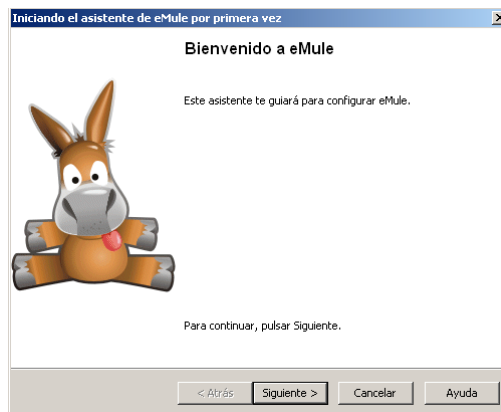 Iniciando el asistente de eMule por primera vez
Bienvenido a eMule
Este asistente te guiará para configurar eMule.
Para continuar, pulsar Siguiente.
< Atrás
Siguiente >
Cancelar
Ayuda